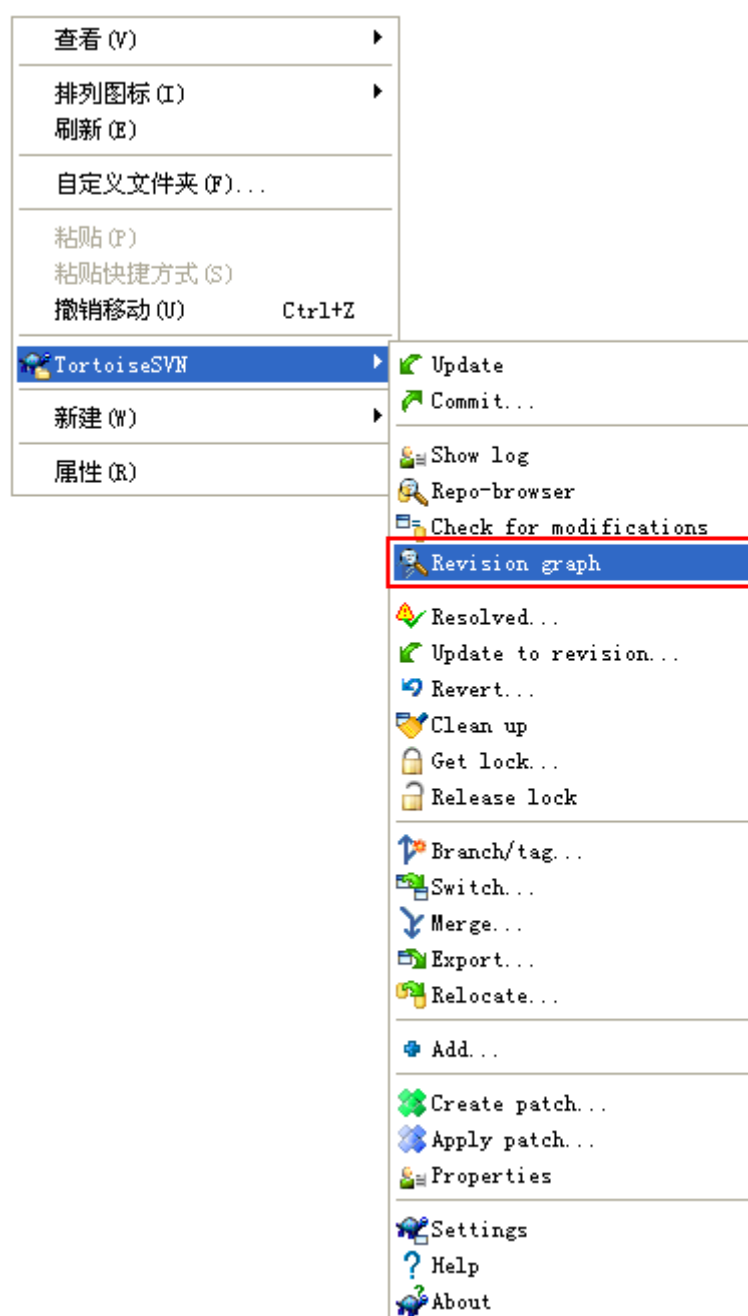 查看(V)
排列图标(I)
刷新(E)
自定义文件夹(F)...
粘贴(P)
粘贴快捷方式(S)
撤销移动(U) Ctrl+Z
TortoiseSVN
新建(W)
属性(R)
Update
Commit...
Show log
Repo-browser
Check for modifications
Revision graph
Resolved...
Update to revision...
Revert...
Clean up
Get lock...
Release lock
Branch/tag...
Switch...
Merge...
Export...
Relocate...
Add...
Create patch...
Apply patch...
Properties
Settings
Help
About